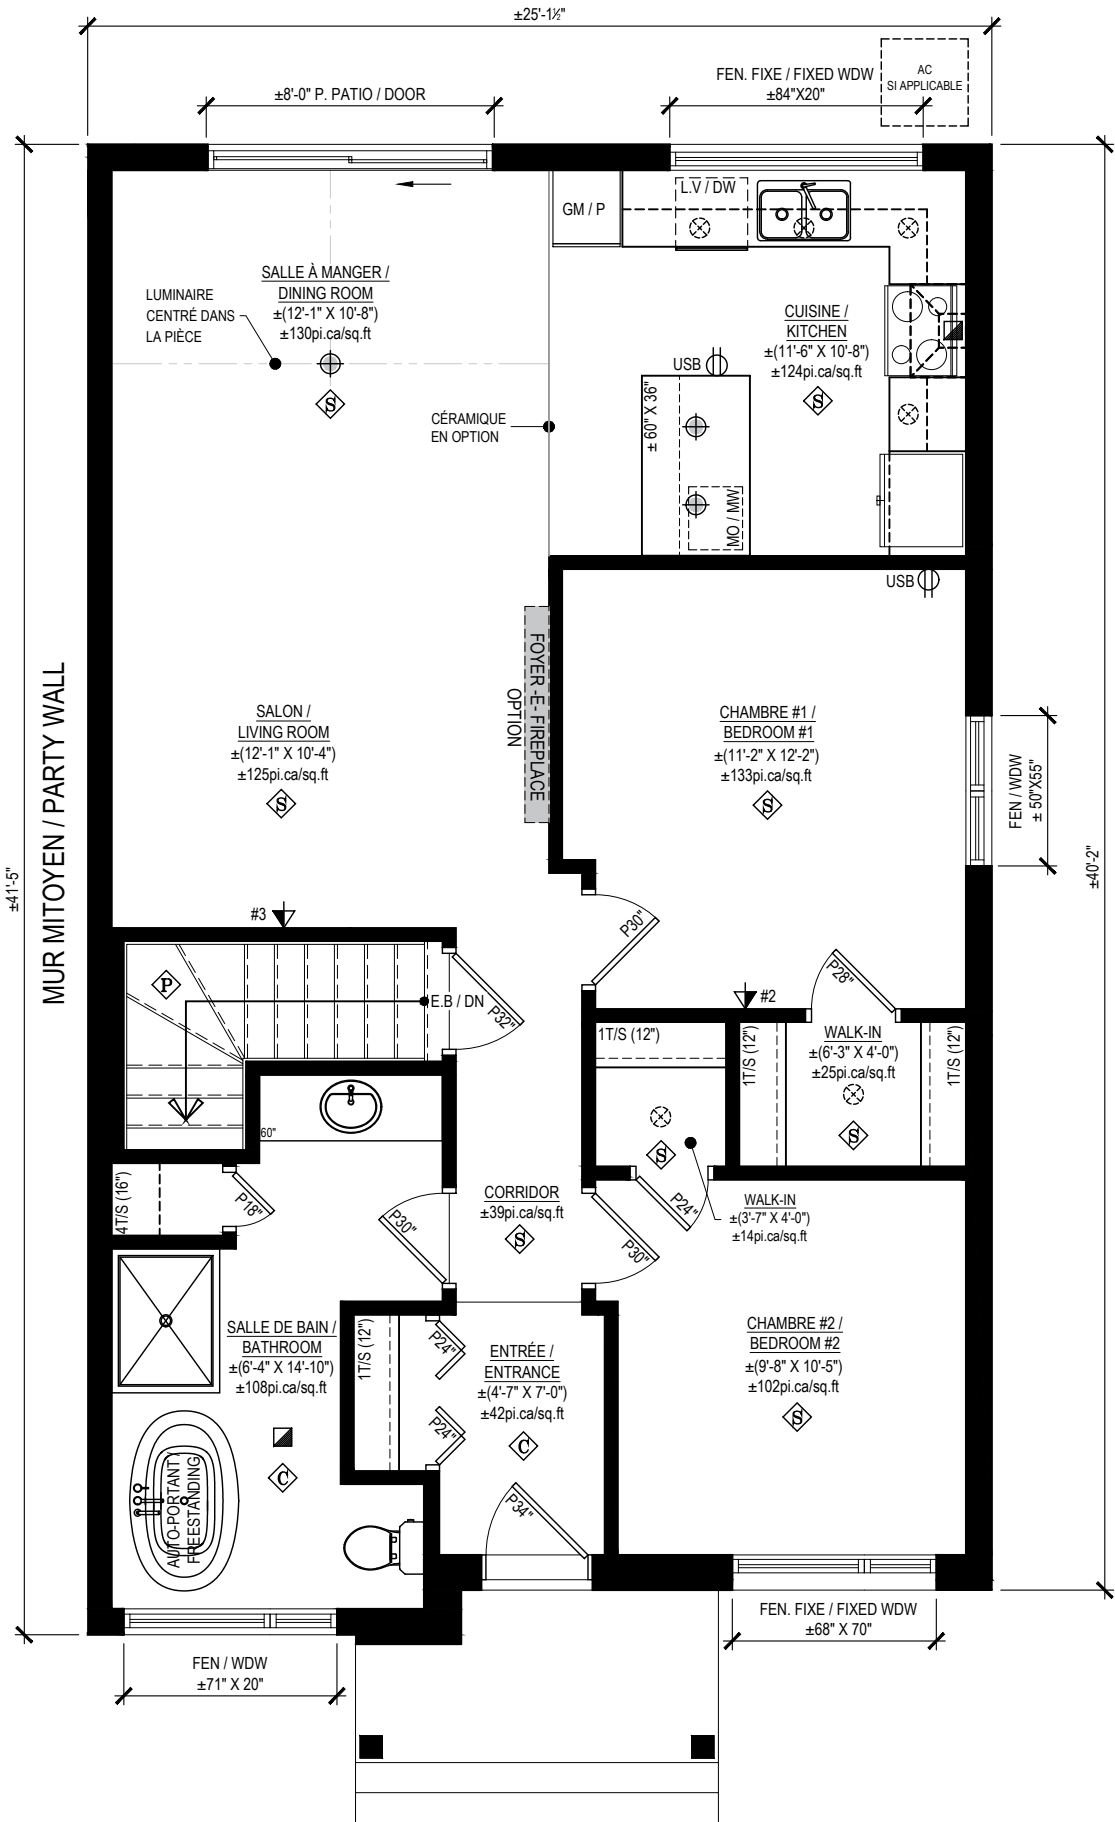 ±25'-1½"
AC
SI APPLICABLE
FEN. FIXE / FIXED WDW
±84"X20"
±8'-0" P. PATIO / DOOR
GM / P
L.V / DW
SALLE À MANGER /
DINING ROOM
±(12'-1" X 10'-8")
±130pi.ca/sq.ft
S
LUMINAIRE
CENTRÉ DANS
LA PIÈCE
CUISINE /
KITCHEN
±(11'-6" X 10'-8")
±124pi.ca/sq.ft
S
USB
± 60" X 36"
MO / MW
CÉRAMIQUE
EN OPTION
USB
FOYER -E- FIREPLACE
OPTION
MUR MITOYEN / PARTY WALL
±41'-5"
±40'-2"
SALON /
LIVING ROOM
±(12'-1" X 10'-4")
±125pi.ca/sq.ft
S
CHAMBRE #1 /
BEDROOM #1
±(11'-2" X 12'-2")
±133pi.ca/sq.ft
S
FEN / WDW
± 50"X55"
#3
P30"
P28"
P
E.B / DN
P32"
#2
1T/S (12")
1T/S (12")
WALK-IN
±(6'-3" X 4'-0")
±25pi.ca/sq.ft
S
1T/S (12")
60"
S
4T/S (16")
P18"
P30"
CORRIDOR
±39pi.ca/sq.ft
S
P30"
P24"
WALK-IN
±(3'-7" X 4'-0")
±14pi.ca/sq.ft
SALLE DE BAIN /
BATHROOM
±(6'-4" X 14'-10")
±108pi.ca/sq.ft
C
1T/S (12")
P24"
P24"
ENTRÉE /
ENTRANCE
±(4'-7" X 7'-0")
±42pi.ca/sq.ft
C
P34"
CHAMBRE #2 /
BEDROOM #2
±(9'-8" X 10'-5")
±102pi.ca/sq.ft
S
AUTO-PORTANT/
FREESTANDING
FEN. FIXE / FIXED WDW
±68" X 70"
FEN / WDW
±71" X 20"